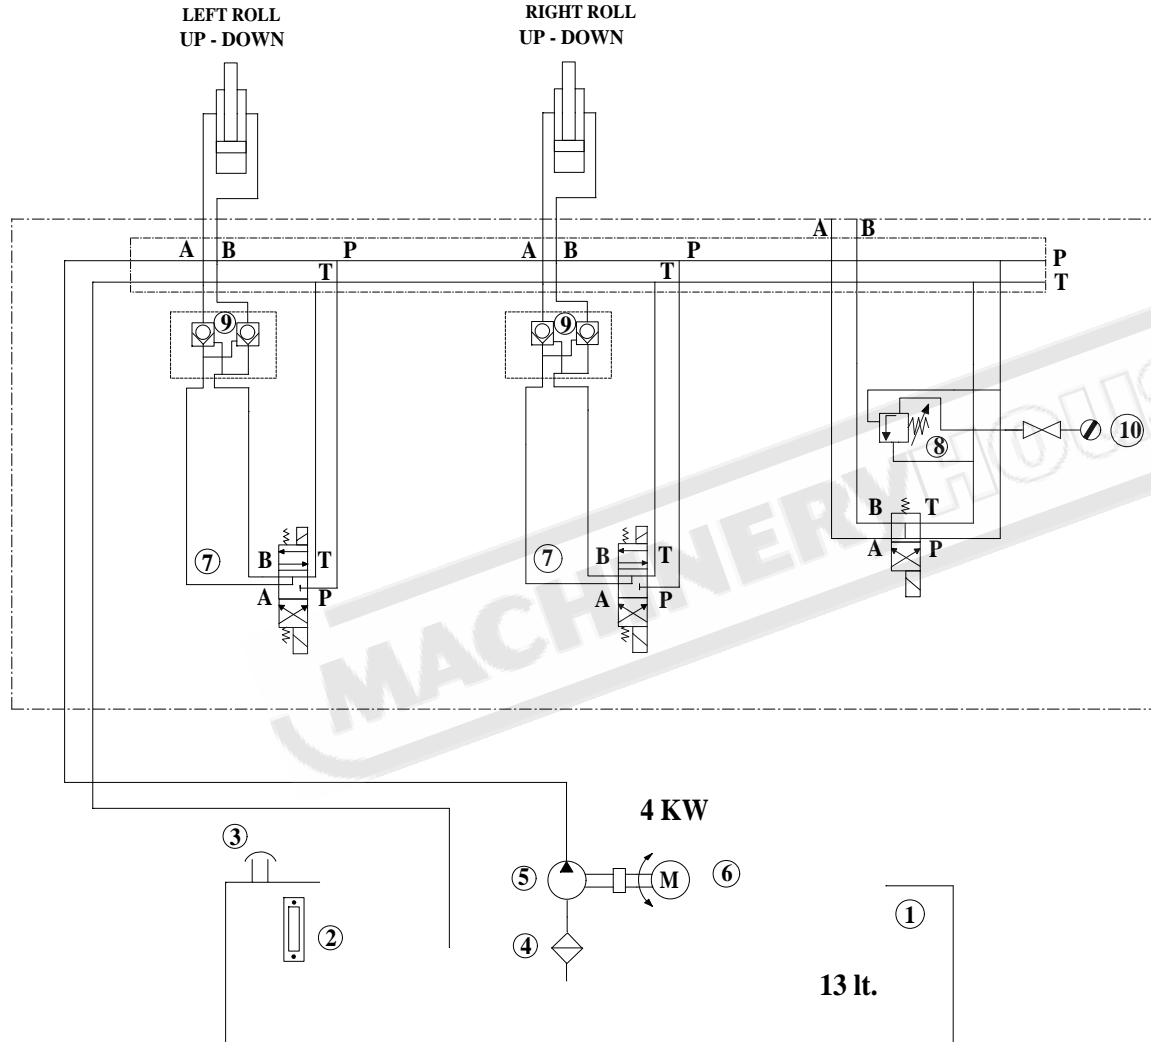 LEFT ROLL
UP - DOWN
RIGHT ROLL
UP - DOWN
A B T P
A B T P
A B
P
T
9
9
8
10
7
B T
A P
7
B T
A P
B T
A P
MACHINERYHOUS
4 KW
3
5
M
6
2
4
1
13 lt.